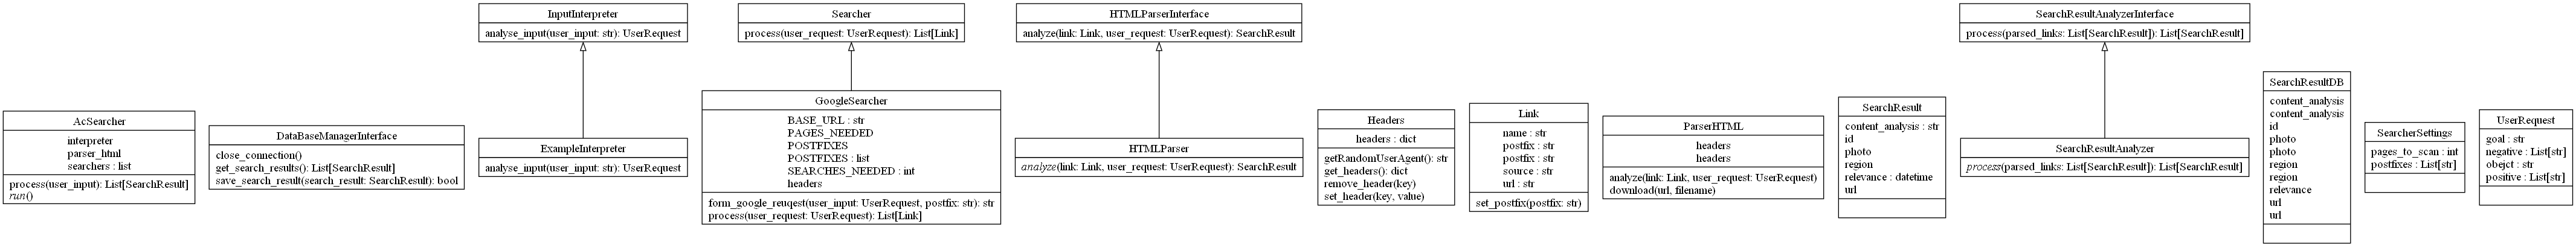 AcSearcher
interpreter
parser_html
searchers : list
process(user_input): List[SearchResult]
run()
DataBaseManagerInterface
close_connection()
get_search_results(): List[SearchResult]
save_search_result(search_result: SearchResult): bool
InputInterpreter
analyse_input(user_input: str): UserRequest
ExampleInterpreter
analyse_input(user_input: str): UserRequest
Searcher
process(user_request: UserRequest): List[Link]
GoogleSearcher
BASE_URL : str
PAGES_NEEDED
POSTFIXES
POSTFIXES : list
SEARCHES_NEEDED : int
headers
form_google_reuqest(user_input: UserRequest, postfix: str): str
process(user_request: UserRequest): List[Link]
HTMLParserInterface
analyze(link: Link, user_request: UserRequest): SearchResult
HTMLParser
analyze(link: Link, user_request: UserRequest): SearchResult
Headers
headers : dict
getRandomUserAgent(): str
get_headers(): dict
remove_header(key)
set_header(key, value)
Link
name : str
postfix : str
postfix : str
source : str
url : str
set_postfix(postfix: str)
ParserHTML
headers
headers
analyze(link: Link, user_request: UserRequest)
download(url, filename)
SearchResult
content_analysis : str
id
photo
region
relevance : datetime
url
SearchResultAnalyzerInterface
process(parsed_links: List[SearchResult]): List[SearchResult]
SearchResultAnalyzer
process(parsed_links: List[SearchResult]): List[SearchResult]
SearchResultDB
content_analysis
content_analysis
id
photo
photo
region
region
relevance
url
url
SearcherSettings
pages_to_scan : int
postfixes : List[str]
UserRequest
goal : str
negative : List[str]
obejct : str
positive : List[str]